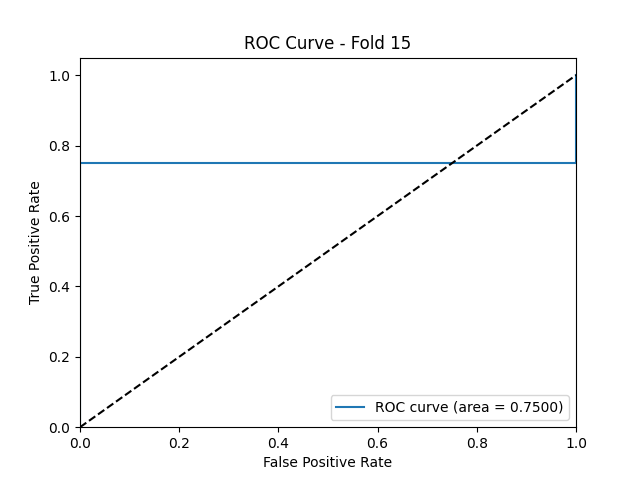 ROC Curve - Fold 15
True Positive Rate
1.0
0.8
0.6
0.4
0.2
0.0
ROC curve (area = 0.7500)
0.0 0.2 0.4 0.6 0.8 1.0
False Positive Rate